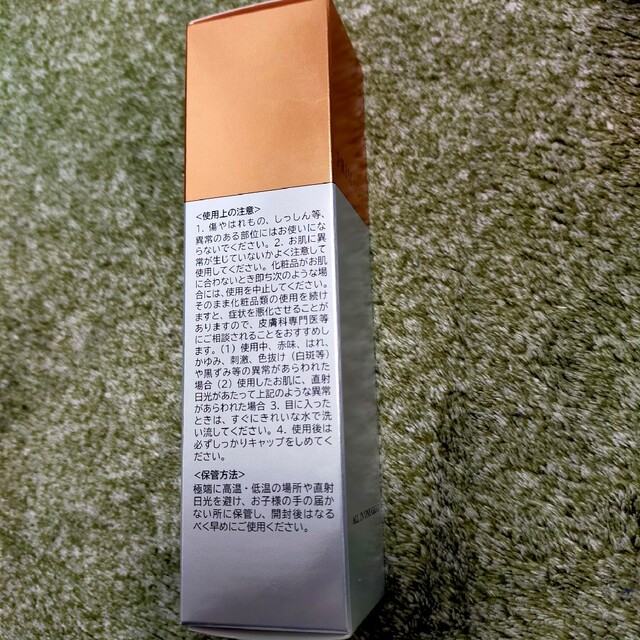 <使用上の注意>
1. 傷やはれもの、しっしん等、
異常のある部位にはお使いにな
らないでください。2. お肌に異
常が生じていないかよく注意して
使用してください。化粧品がお肌
に合わないとき即ち次のような場
合には、使用を中止してください。
そのまま化粧品類の使用を続け
ますと、症状を悪化させることが
ありますので、皮膚科専門医等
にご相談されることをおすすめし
ます。(1) 使用中、赤味、はれ、
かゆみ、刺激、色抜け (白斑等)
や黒ずみ等の異常があらわれた
場合 (2) 使用したお肌に、直射
日光があたって上記のような異常
があらわれた場合 3. 目に入った
ときは、すぐにきれいな水で洗
い流してください。4. 使用後は
必ずしっかりキャップをしめてく
ださい。
<保管方法>
極端に高温・低温の場所や直射
日光を避け、お子様の手の届か
ない所に保管し、開封後はなる
べく早めにご使用ください。